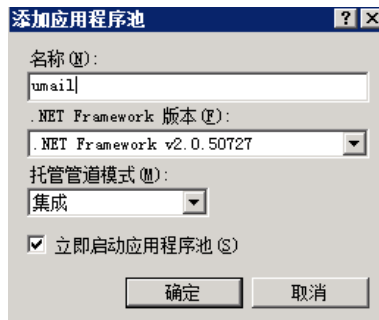 添加应用程序池
名称(N):
umail
.NET Framework 版本(F):
.NET Framework v2.0.50727
托管管道模式(M):
集成
立即启动应用程序池(S)
确定 取消